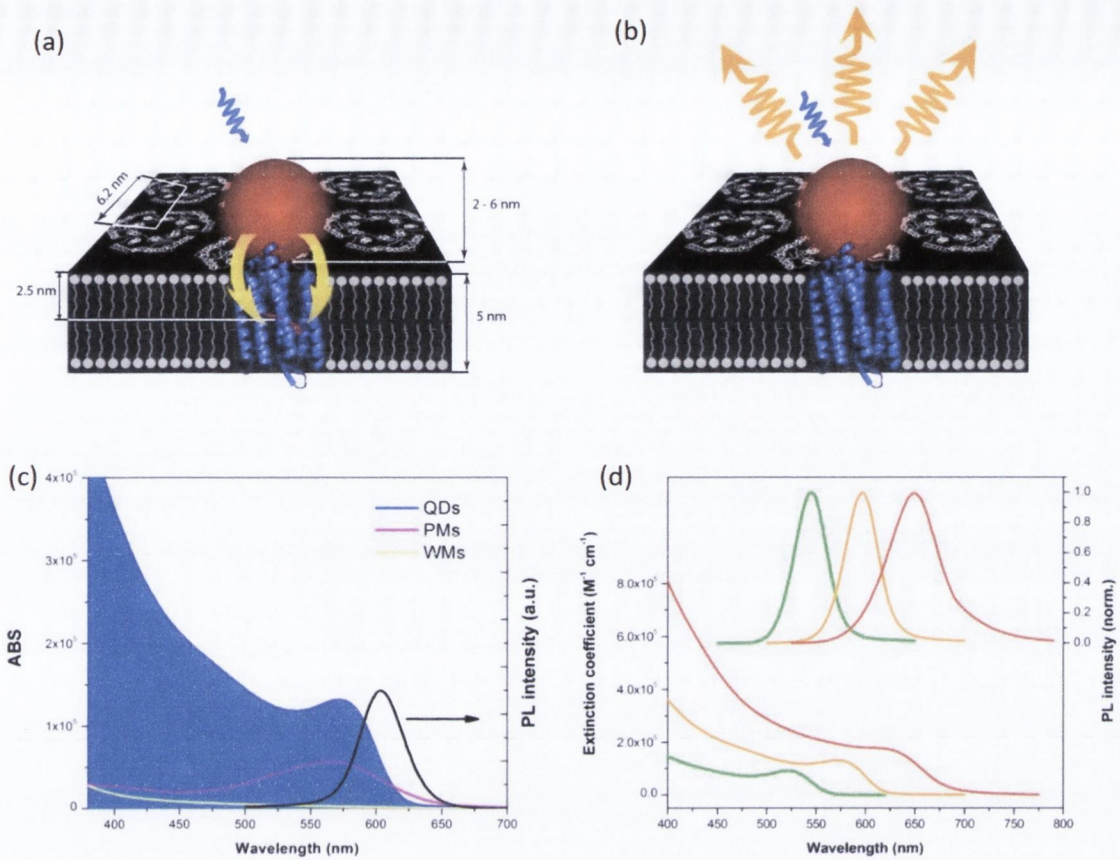 (a)
(b)
6.2 nm
2 - 6 nm
2.5 nm
5 nm
(c)
4x10⁵
3x10⁵
2x10⁵
1x10⁵
0
ABS
QDs
PMs
WMs
PL intensity (a.u.)
400 450 500 550 600 650 700
Wavelength (nm)
(d)
8.0x10⁵
6.0x10⁵
4.0x10⁵
2.0x10⁵
0.0
Extinction coefficient (M⁻¹ cm⁻¹)
1.0
0.8
0.6
0.4
0.2
0.0
PL intensity (norm.)
400 450 500 550 600 650 700 750 800
Wavelength (nm)